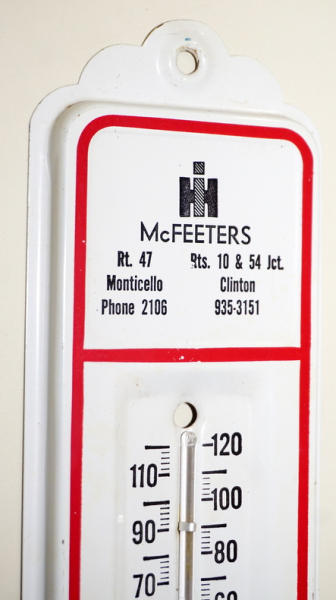 IH
McFEETERS
Rt. 47 Rts. 10 & 54 Jct.
Monticello Clinton
Phone 2106 935-3151
120
110
100
90
80
70
60